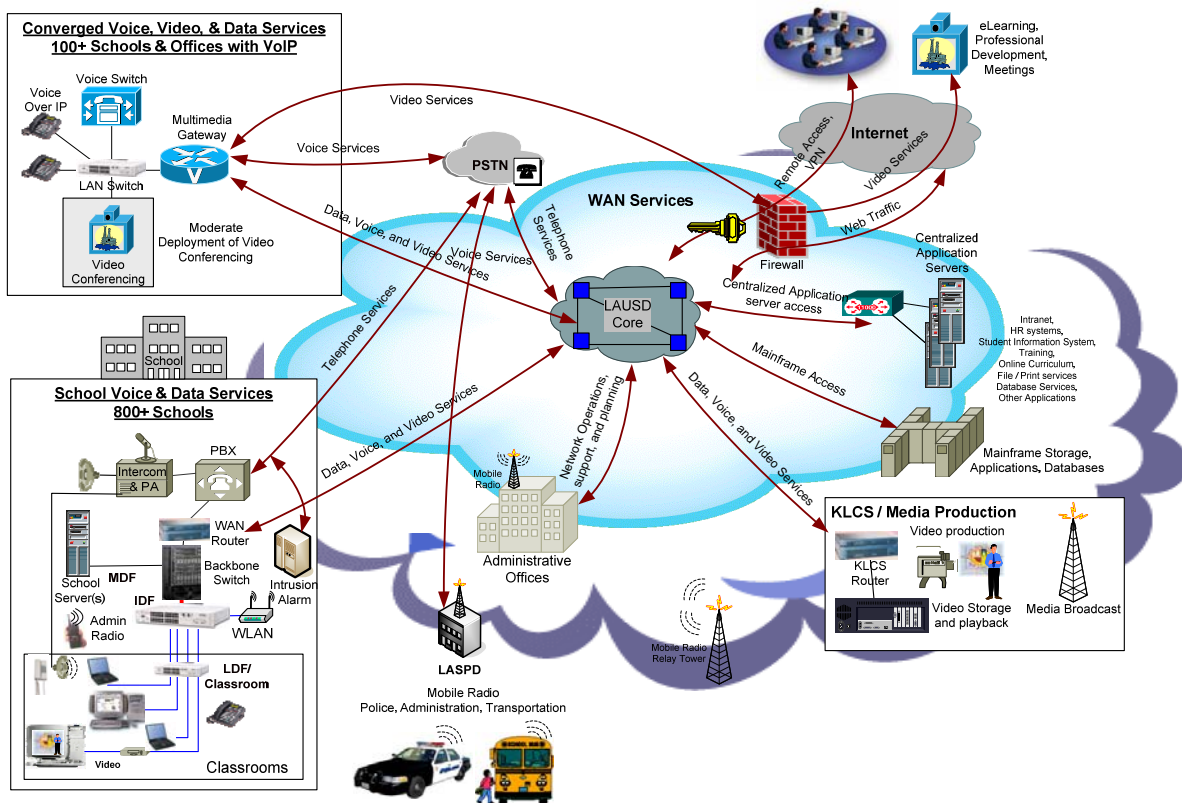 Converged Voice, Video, & Data Services
100+ Schools & Offices with VoIP
Voice Switch
Voice
Over IP
Multimedia
Gateway
V
LAN Switch
Video
Conferencing
Moderate
Deployment of Video
Conferencing
Video Services
Voice Services
PSTN
Data, Voice, and Video Services
Voice Services
Telephone
Services
Telephone Services
eLearning,
Professional
Development,
Meetings
Internet
Remote Access,
VPN
Video Services
Web Traffic
WAN Services
Firewall
LAUSD
Core
Centralized Application
server access
Centralized
Application
Servers
Intranet,
HR systems,
Student Information System,
Training,
Online Curriculum,
File / Print services
Database Services,
Other Applications
Mainframe Access
Mainframe Storage,
Applications, Databases
Data, Voice, and Video Services
Network Operations,
support, and planning
Data, Voice, and Video Services
School
School Voice & Data Services
800+ Schools
Intercom
& PA
PBX
WAN
Router
School
Server(s)
MDF
Backbone
Switch
Intrusion
Alarm
IDF
WLAN
Admin
Radio
LDF/
Classroom
Video
Classrooms
Mobile
Radio
Administrative
Offices
LASPD
Mobile Radio
Police, Administration, Transportation
SCHOOL BUS
Mobile Radio
Relay Tower
KLCS / Media Production
Video production
KLCS
Router
Video Storage
and playback
Media Broadcast